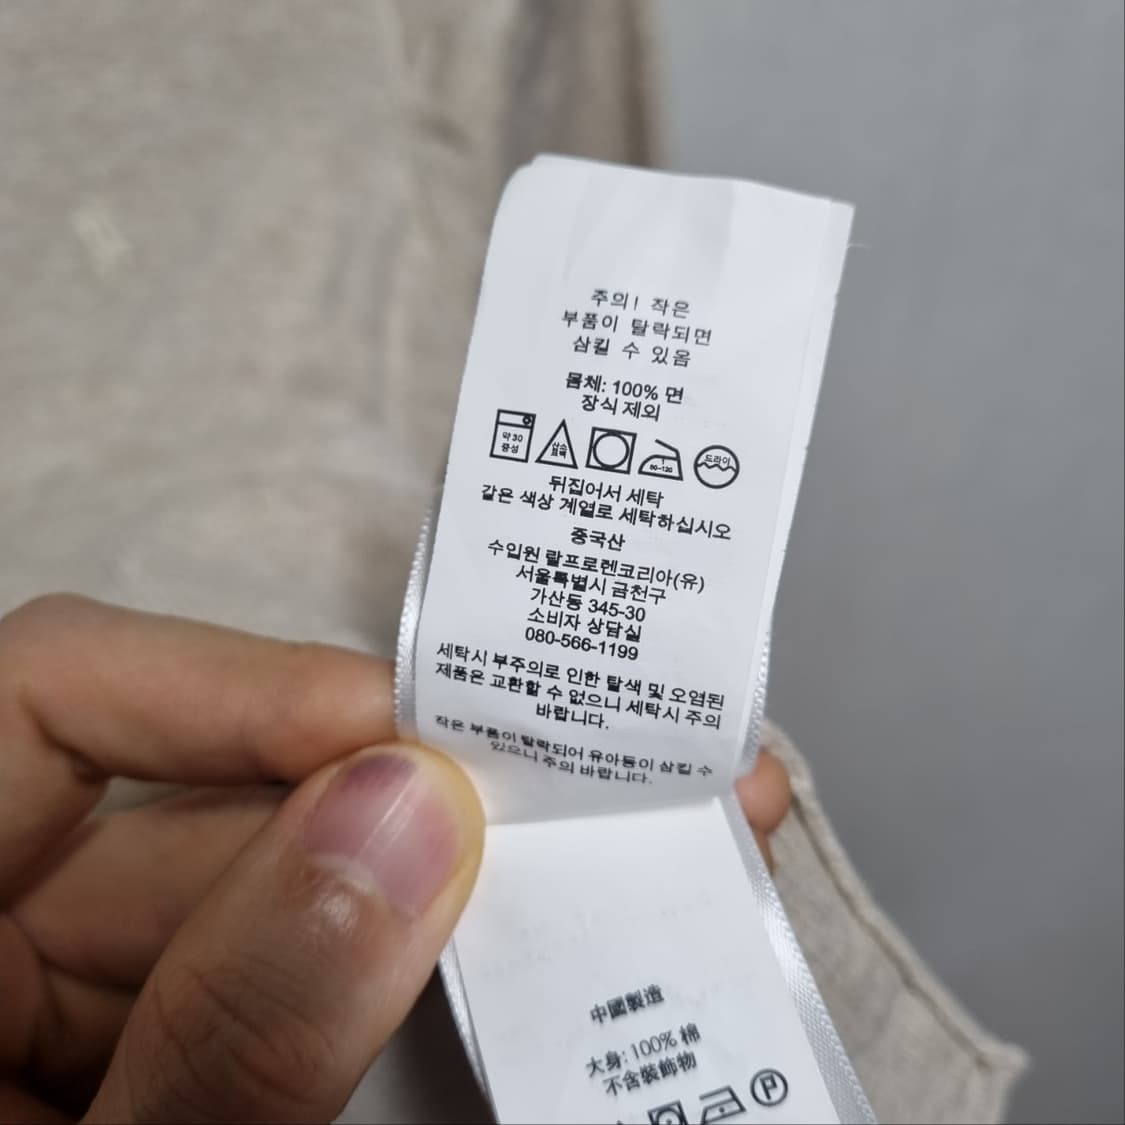 주의! 작은
부품이 탈락되면
삼킬 수 있음
몸체: 100% 면
장식 제외
약 30
중성
산소
표백
80~120
드라이
뒤집어서 세탁
같은 색상 계열로 세탁하십시오
중국산
수입원 랄프로렌코리아(유)
서울특별시 금천구
가산동 345-30
소비자 상담실
080-566-1199
세탁시 부주의로 인한 탈색 및 오염된
제품은 교환할 수 없으니 세탁시 주의
바랍니다.
작은 부품이 탈락되어 유아등이 삼킬 수
있으니 주의 바랍니다.
中國製造
大身: 100% 棉
不含裝飾物
P